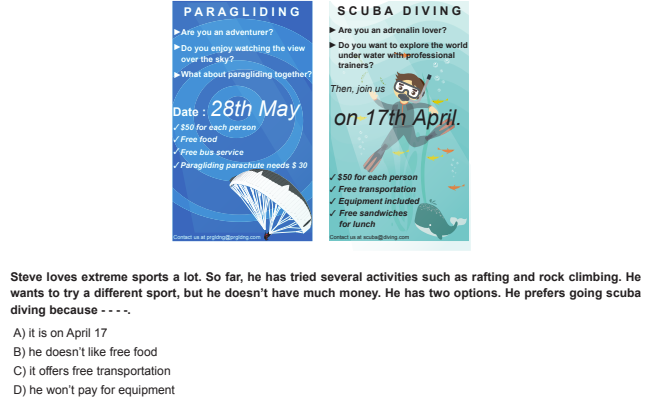 PARAGLIDING
▶Are you an adventurer?
▶Do you enjoy watching the view
over the sky?
▶What about paragliding together?
Date : 28th May
✓$50 for each person
✓Free food
✓Free bus service
✓Paragliding parachute needs $ 30
Contact us at prglding@prglding.com
SCUBA DIVING
▶ Are you an adrenalin lover?
▶ Do you want to explore the world
under water with professional
trainers?
Then, join us
on 17th April.
✓$50 for each person
✓ Free transportation
✓ Equipment included
✓ Free sandwiches
for lunch
Contact us at scuba@diving.com
Steve loves extreme sports a lot. So far, he has tried several activities such as rafting and rock climbing. He
wants to try a different sport, but he doesn't have much money. He has two options. He prefers going scuba
diving because - - - -.
A) it is on April 17
B) he doesn't like free food
C) it offers free transportation
D) he won't pay for equipment